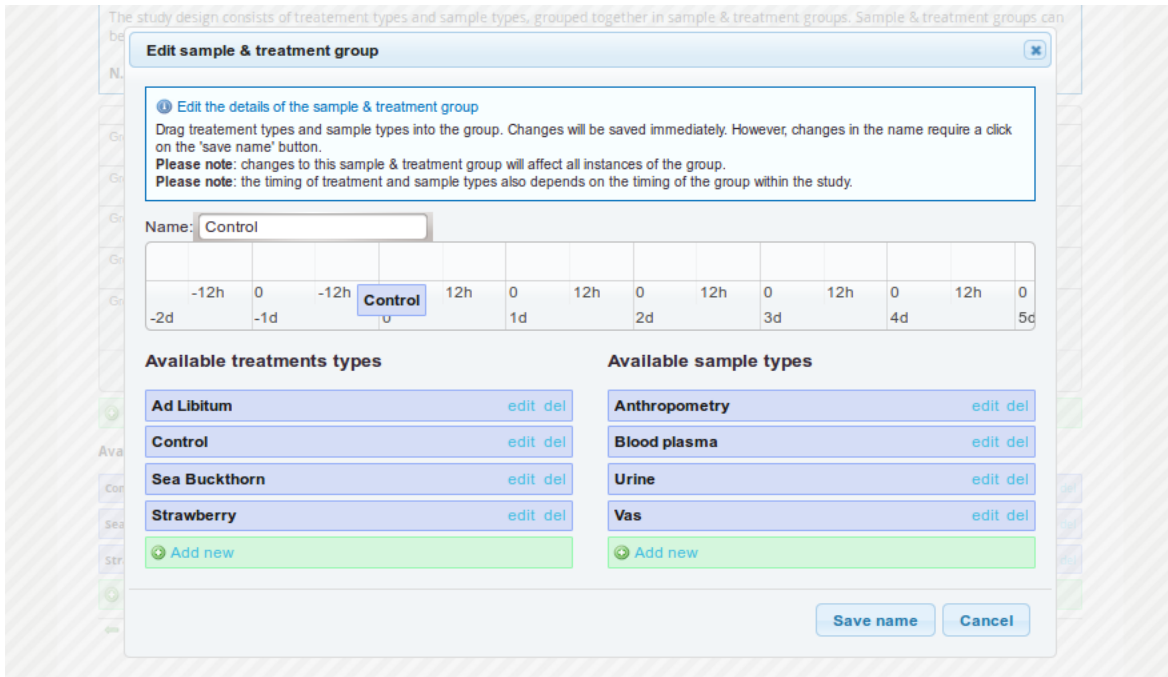 The study design consists of treatement types and sample types, grouped together in sample & treatment groups. Sample & treatment groups can
be
Edit sample & treatment group
N.
Edit the details of the sample & treatment group
Drag treatement types and sample types into the group. Changes will be saved immediately. However, changes in the name require a click
on the 'save name' button.
Please note: changes to this sample & treatment group will affect all instances of the group.
Please note: the timing of treatment and sample types also depends on the timing of the group within the study.
Name: Control
-12h 0 -12h Control 12h 0 12h 0 12h 0 12h 0 12h 0
-2d -1d 0 1d 2d 3d 4d 5d
Available treatments types Available sample types
Ad Libitum edit del Anthropometry edit del
Control edit del Blood plasma edit del
Sea Buckthorn edit del Urine edit del
Strawberry edit del Vas edit del
Add new Add new
Ava
Con
Sea
Str
Save name Cancel